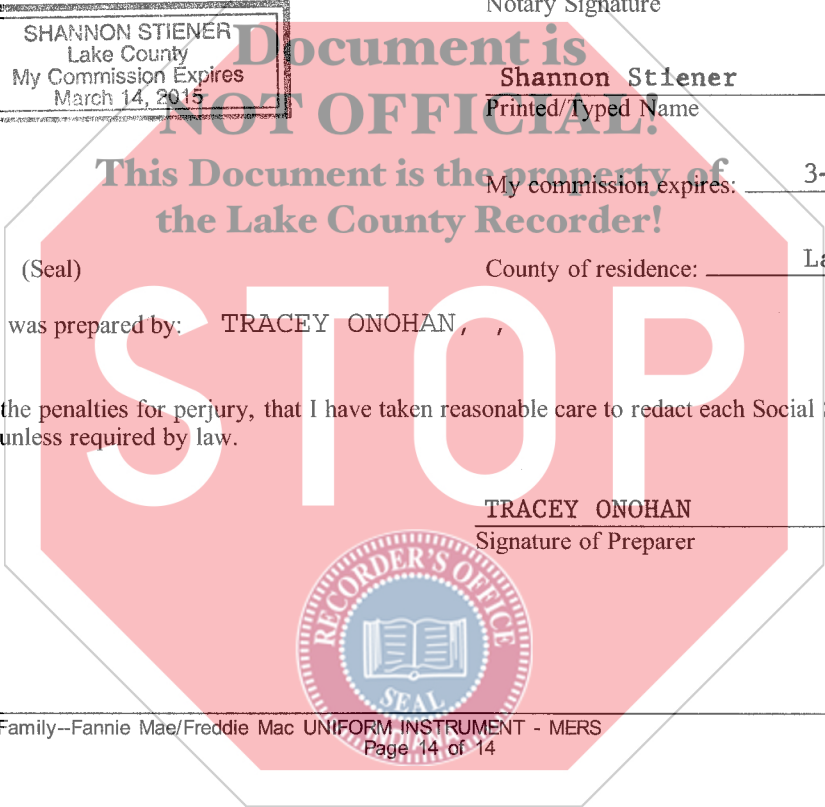 Notary Signature
SHANNON STIENER
Lake County
My Commission Expires
March 14, 2015
Document is
NOT OFFICIAL!
This Document is the property of
the Lake County Recorder!
Shannon Stiener
Printed/Typed Name
My commission expires: 3-
(Seal)
County of residence: La
was prepared by: TRACEY ONOHAN, ,
STOP
the penalties for perjury, that I have taken reasonable care to redact each Social S
unless required by law.
TRACEY ONOHAN
Signature of Preparer
RECORDER'S OFFICE
SEAL
INDIANA
Family--Fannie Mae/Freddie Mac UNIFORM INSTRUMENT - MERS
Page 14 of 14